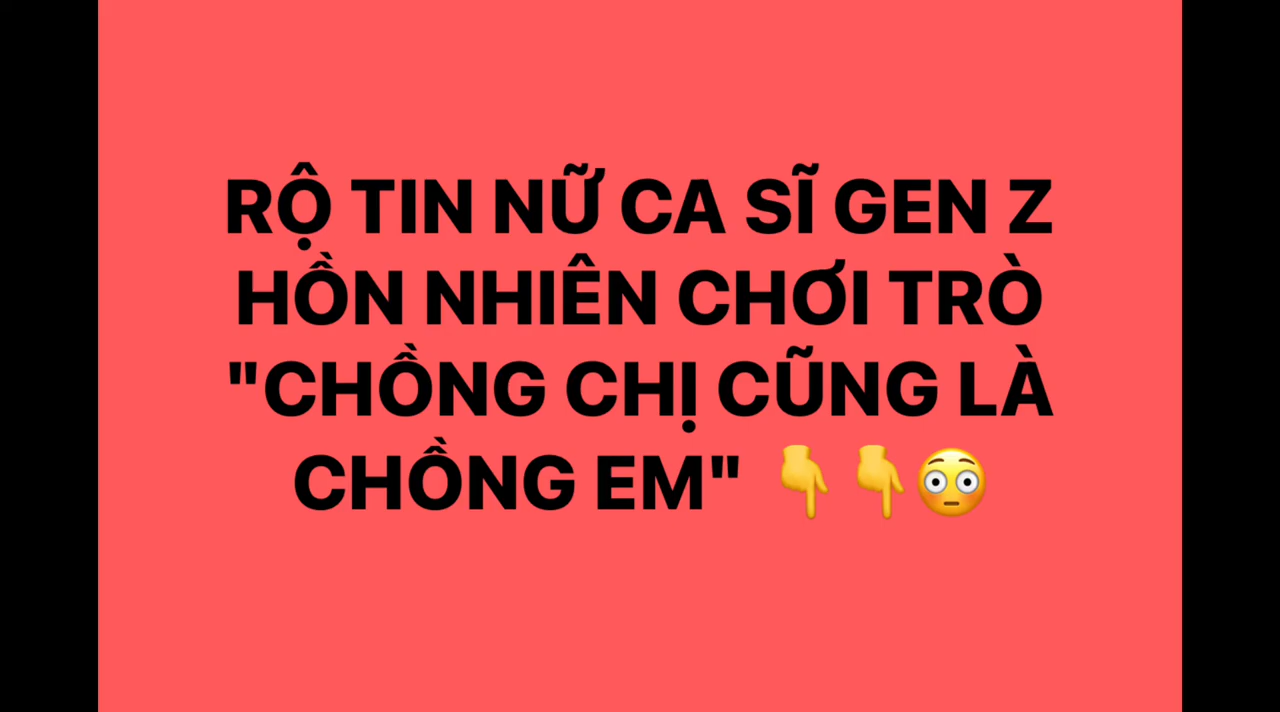 RỘ TIN NỮ CA SĨ GEN Z
HỒN NHIÊN CHƠI TRÒ
"CHỒNG CHỊ CŨNG LÀ
CHỒNG EM" 👇👇😳